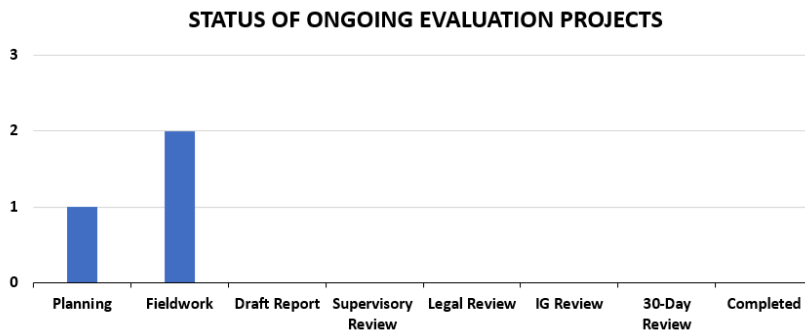 STATUS OF ONGOING EVALUATION PROJECTS
3
2
1
0
Planning
Fieldwork
Draft Report
Supervisory
Review
Legal Review
IG Review
30-Day
Review
Completed